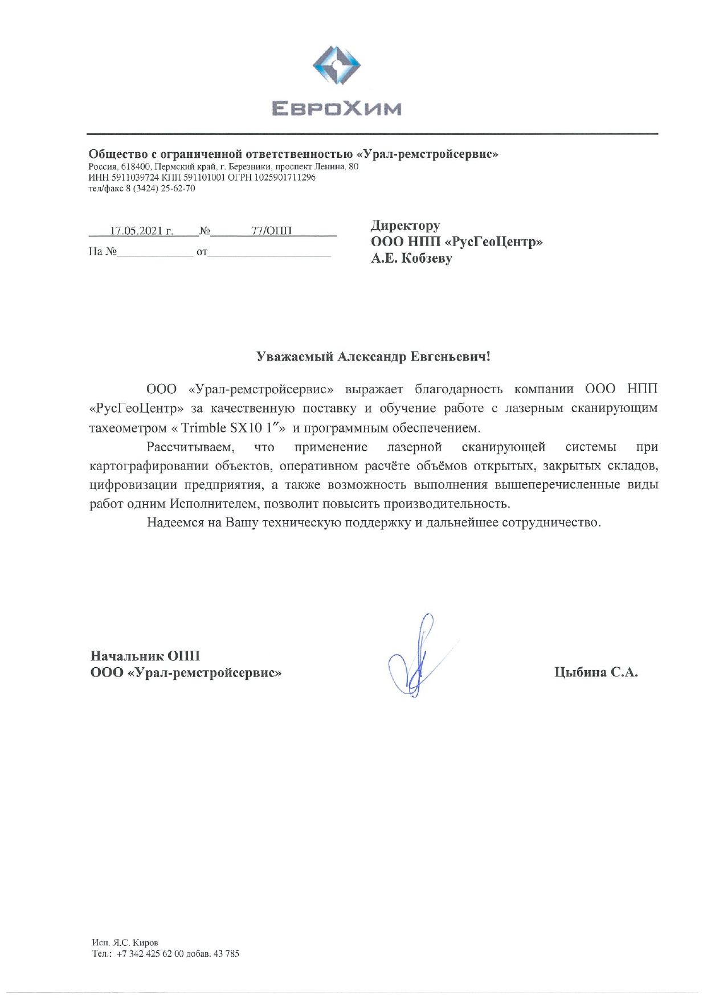 ЕвроХим
Общество с ограниченной ответственностью «Урал-ремстройсервис»
Россия, 618400, Пермский край, г. Березники, проспект Ленина, 80
ИНН 5911039724 КПП 591101001 ОГРН 1025901711296
тел/факс 8 (3424) 25-62-70
17.05.2021 г. № 77/ОПП
На № от
Директору
ООО НПП «РусГеоЦентр»
А.Е. Кобзеву
Уважаемый Александр Евгеньевич!
ООО «Урал-ремстройсервис» выражает благодарность компании ООО НПП
«РусГеоЦентр» за качественную поставку и обучение работе с лазерным сканирующим
тахеометром « Trimble SX10 1″» и программным обеспечением.
Рассчитываем, что применение лазерной сканирующей системы при
картографировании объектов, оперативном расчёте объёмов открытых, закрытых складов,
цифровизации предприятия, а также возможность выполнения вышеперечисленные виды
работ одним Исполнителем, позволит повысить производительность.
Надеемся на Вашу техническую поддержку и дальнейшее сотрудничество.
Начальник ОПП
ООО «Урал-ремстройсервис»
Цыбина С.А.
Исп. Я.С. Киров
Тел.: +7 342 425 62 00 добав. 43 785